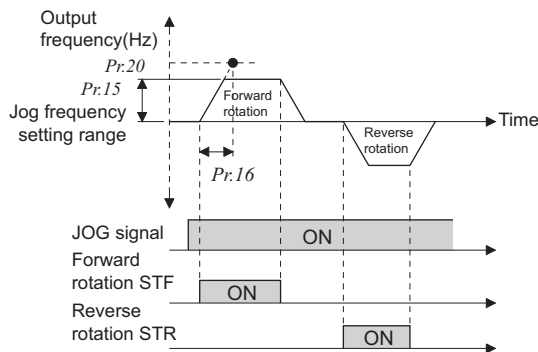 Output
frequency(Hz)
Pr.20
Pr.15
Jog frequency
setting range
Forward
rotation
Time
Reverse
rotation
Pr.16
JOG signal
ON
Forward
rotation STF
ON
Reverse
rotation STR
ON